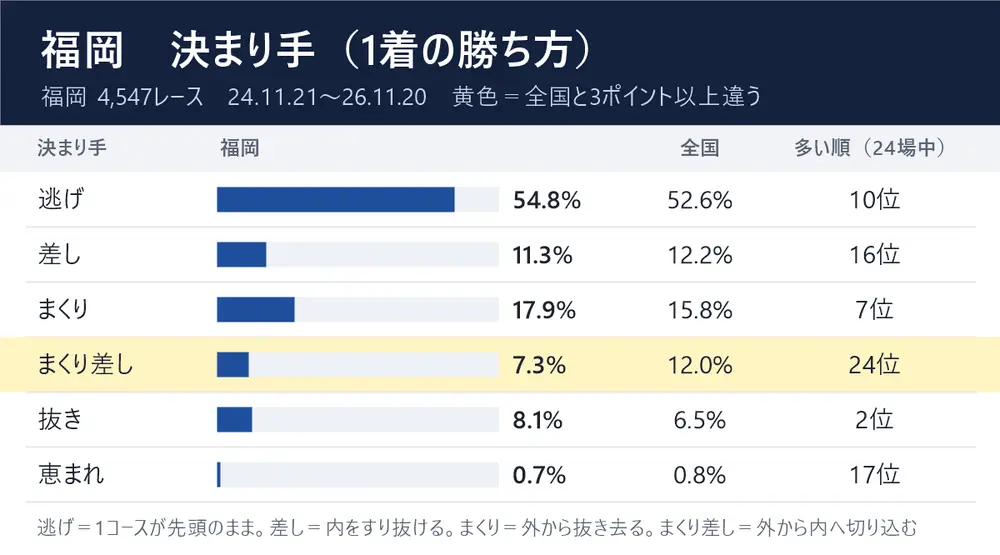 福岡　決まり手（1着の勝ち方）
福岡 4,547レース　24.11.21～26.11.20　黄色＝全国と3ポイント以上違う
決まり手　福岡　全国　多い順（24場中）
逃げ　54.8%　52.6%　10位
差し　11.3%　12.2%　16位
まくり　17.9%　15.8%　7位
まくり差し　7.3%　12.0%　24位
抜き　8.1%　6.5%　2位
恵まれ　0.7%　0.8%　17位
逃げ＝1コースが先頭のまま。差し＝内をすり抜ける。まくり＝外から抜き去る。まくり差し＝外から内へ切り込む